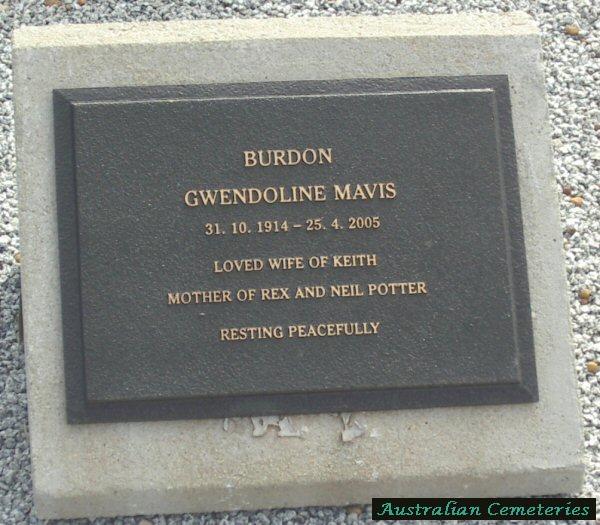 BURDON
GWENDOLINE MAVIS
31. 10. 1914 – 25. 4. 2005
LOVED WIFE OF KEITH
MOTHER OF REX AND NEIL POTTER
RESTING PEACEFULLY
Australian Cemeteries